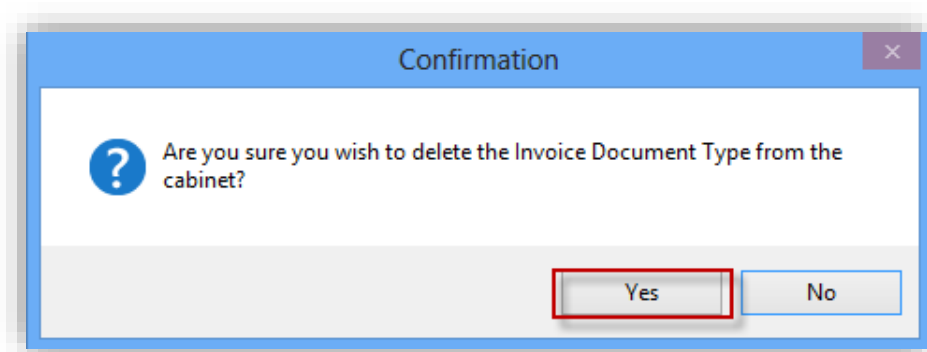 Confirmation
Are you sure you wish to delete the Invoice Document Type from the
cabinet?
Yes
No